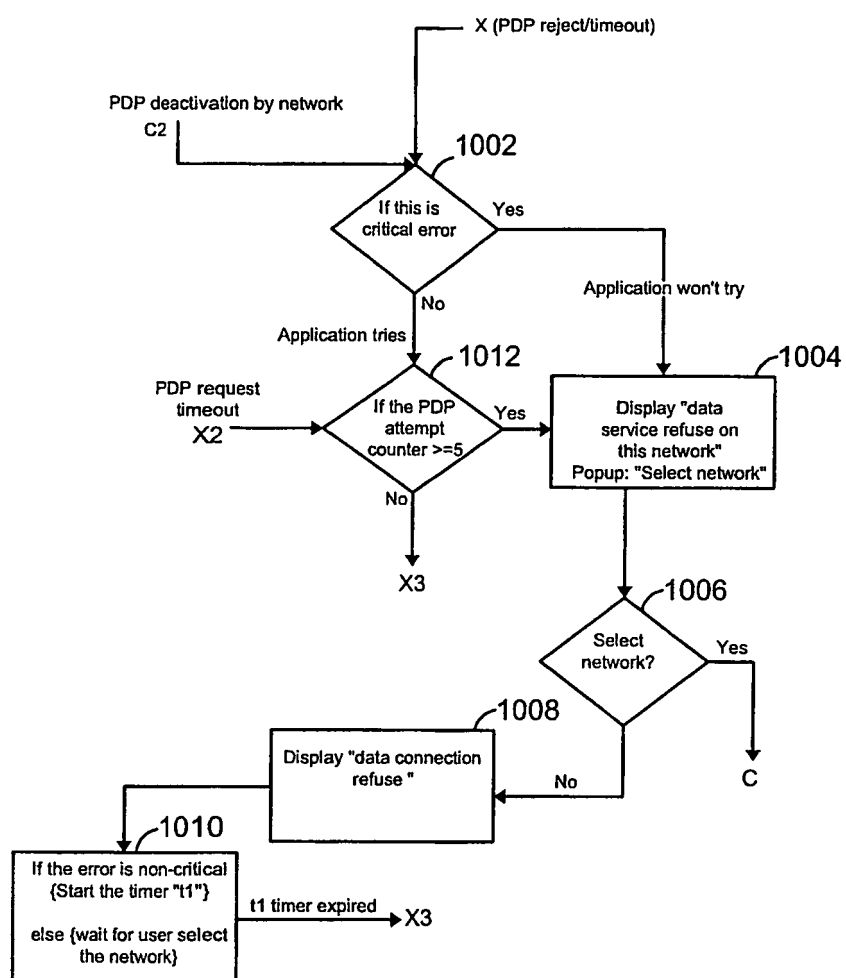 X (PDP reject/timeout)
PDP deactivation by network
C2
1002
If this is
critical error
Yes
No
Application won't try
Application tries
1012
1004
PDP request
timeout
X2
If the PDP
attempt
counter >=5
Yes
No
Display "data
service refuse on
this network"
Popup: "Select network"
X3
1006
Select
network?
Yes
1008
Display "data connection
refuse "
No
C
1010
If the error is non-critical
{Start the timer "t1"}
else {wait for user select
the network}
t1 timer expired
X3